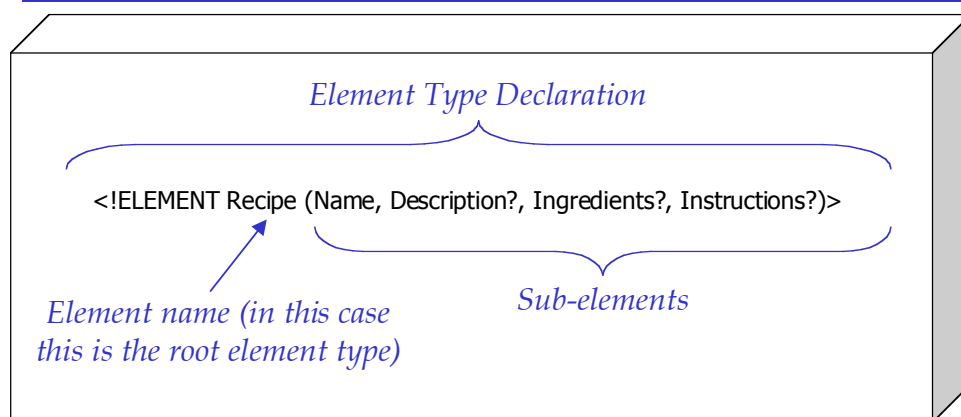 Element Type Declaration
<!ELEMENT Recipe (Name, Description?, Ingredients?, Instructions?)>
Element name (in this case
this is the root element type)
Sub-elements